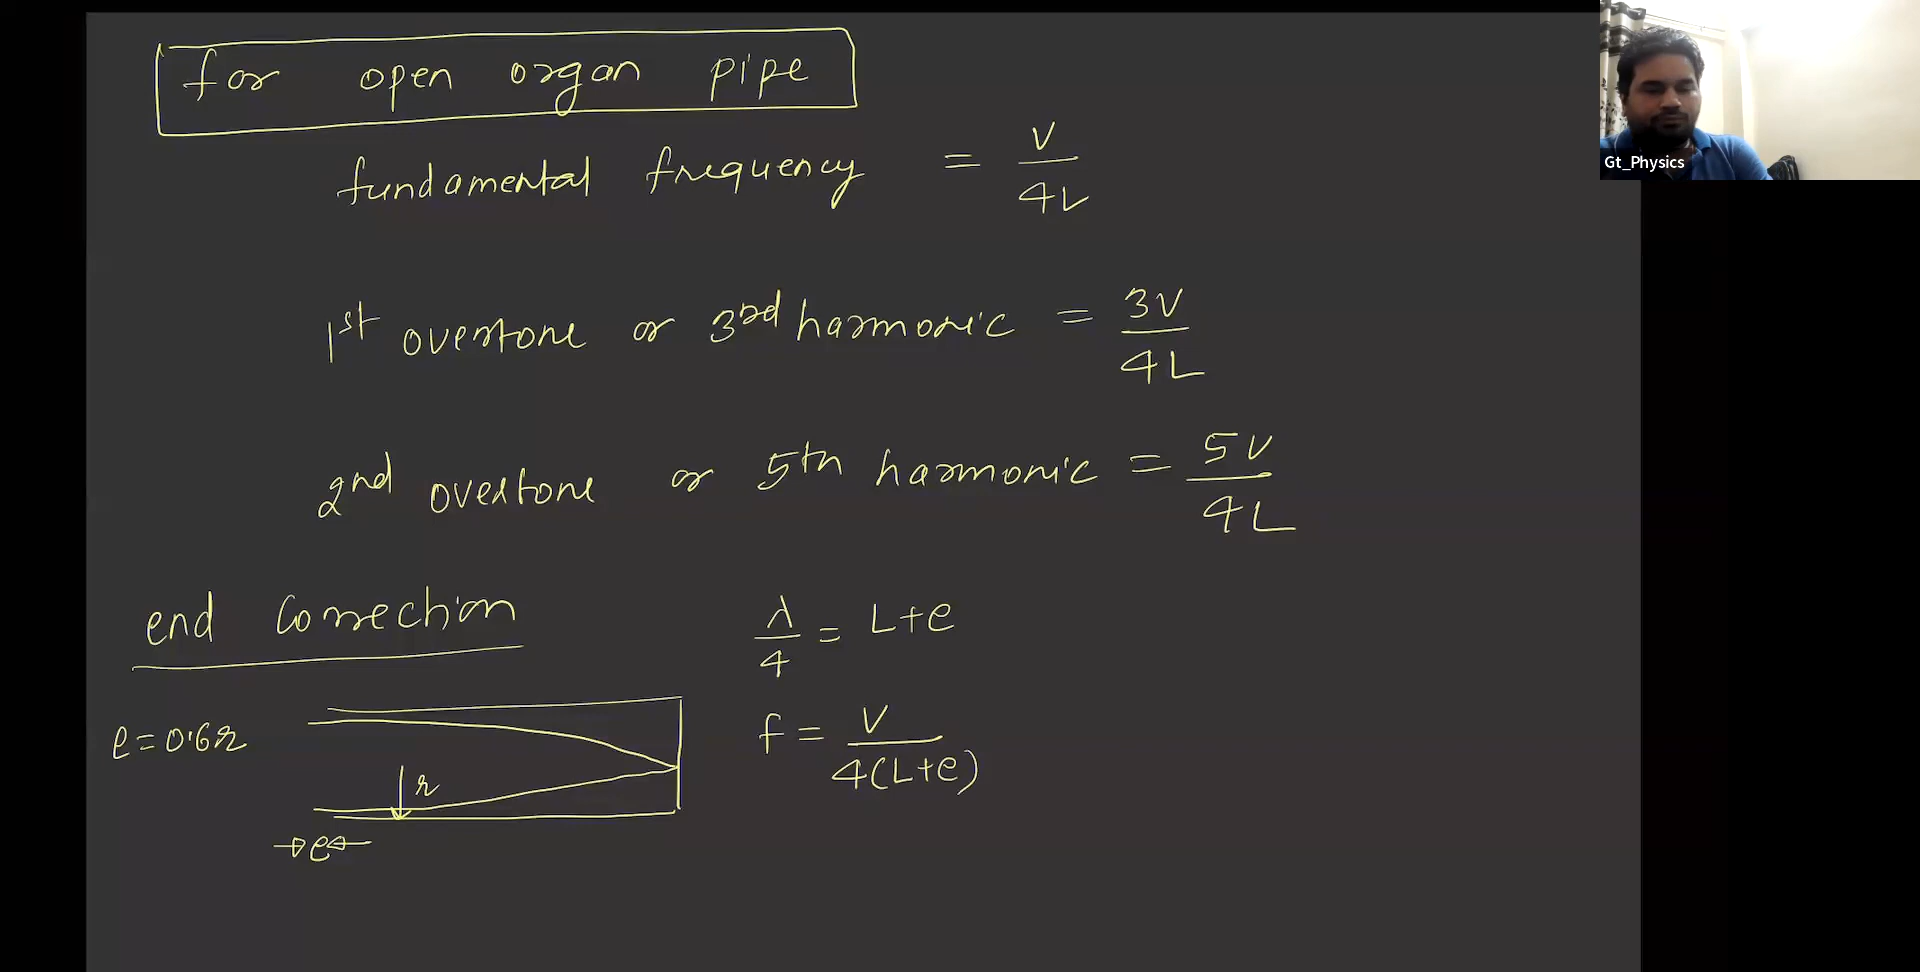 for open organ pipe
fundamental frequency = v/4L
1st overtone or 3rd harmonic = 3v/4L
2nd overtone or 5th harmonic = 5v/4L
end correction
λ/4 = L+e
e=0.6r
f = v/4(L+e)
r
e
Gt_Physics